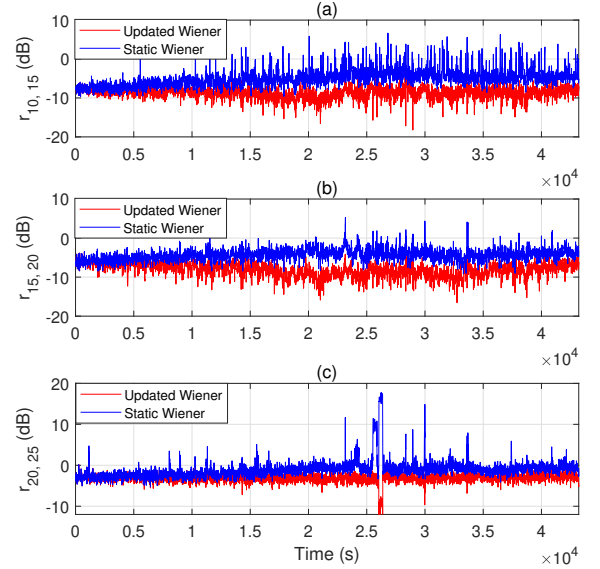 (a)
10
0
-10
-20
r10, 15 (dB)
Updated Wiener
Static Wiener
0 0.5 1 1.5 2 2.5 3 3.5 4
×10^4
(b)
10
0
-10
-20
r15, 20 (dB)
Updated Wiener
Static Wiener
0 0.5 1 1.5 2 2.5 3 3.5 4
×10^4
(c)
20
10
0
-10
r20, 25 (dB)
Updated Wiener
Static Wiener
0 0.5 1 1.5 2 2.5 3 3.5 4
Time (s)
×10^4